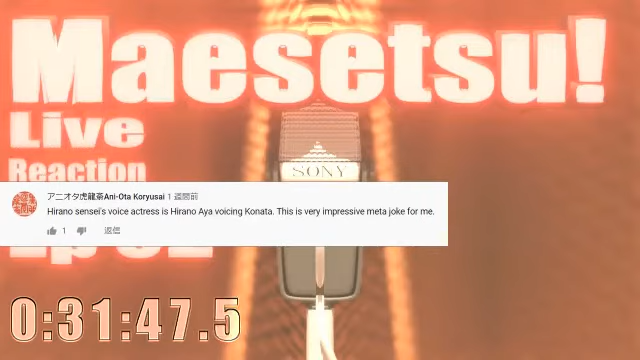 Maesetsu!
Live
Reaction
SONY
アニオタ虎龍斎Ani-Ota Koryusai 1 週間前
Hirano sensei's voice actress is Hirano Aya voicing Konata. This is very impressive meta joke for me.
1 返信
0:31:47.5